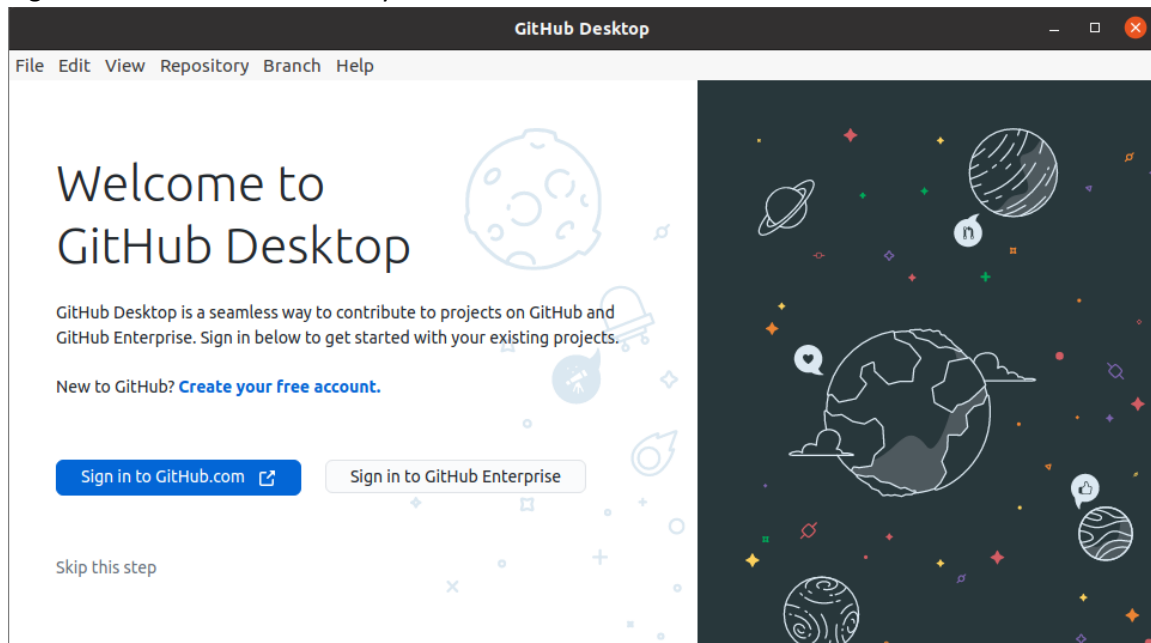 GitHub Desktop
File Edit View Repository Branch Help
Welcome to
GitHub Desktop
GitHub Desktop is a seamless way to contribute to projects on GitHub and
GitHub Enterprise. Sign in below to get started with your existing projects.
New to GitHub? Create your free account.
Sign in to GitHub.com
Sign in to GitHub Enterprise
Skip this step